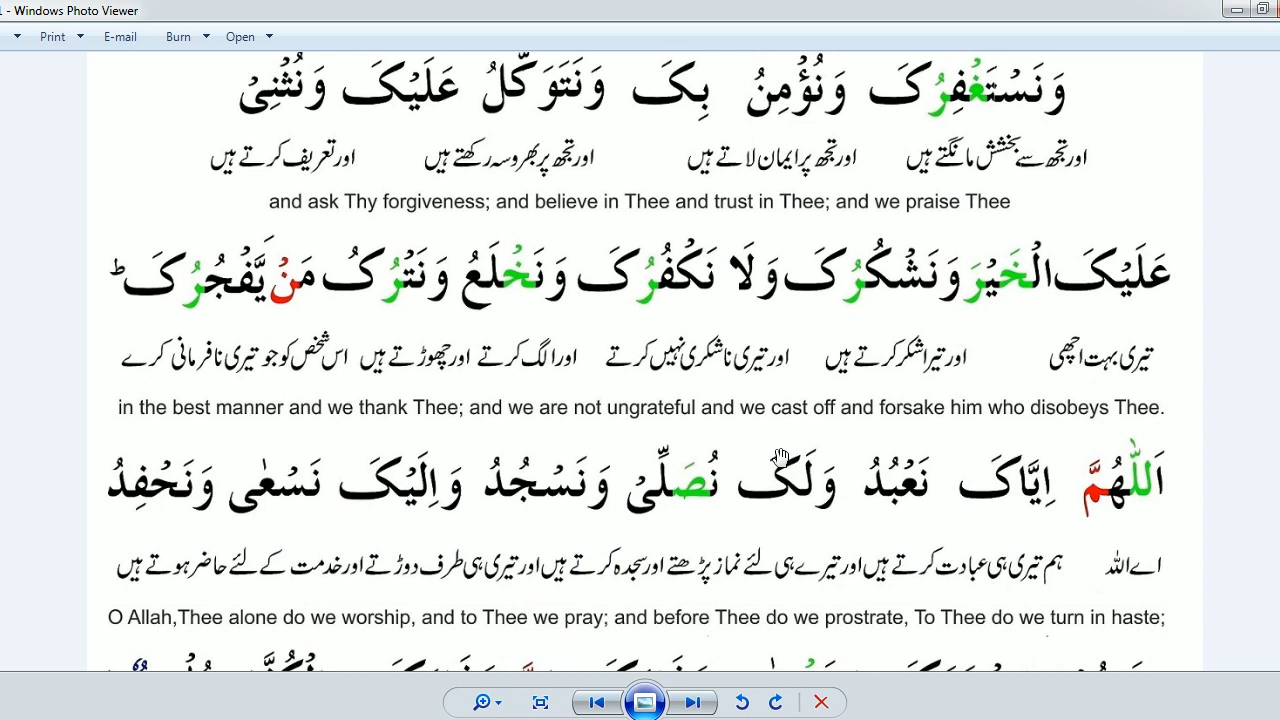 - Windows Photo Viewer
Print E-mail Burn Open
وَنَسْتَغْفِرُكَ وَنُؤْمِنُ بِكَ وَنَتَوَكَّلُ عَلَيْكَ وَنُثْنِیْ
اور تجھ سے بخشش مانگتے ہیں اور تجھ پر ایمان لاتے ہیں اور تجھ پر بھروسہ رکھتے ہیں اور تعریف کرتے ہیں
and ask Thy forgiveness; and believe in Thee and trust in Thee; and we praise Thee
عَلَيْكَ الْخَيْرَ وَنَشْكُرُكَ وَلَا نَكْفُرُكَ وَنَخْلَعُ وَنَتْرُكُ مَنْ يَّفْجُرُكَ ؕ
تیری بہت اچھی اور تیرا شکر کرتے ہیں اور تیری ناشکری نہیں کرتے اور الگ کرتے اور چھوڑتے ہیں اس شخص کو جو تیری نافرمانی کرے
in the best manner and we thank Thee; and we are not ungrateful and we cast off and forsake him who disobeys Thee.
اَللّٰهُمَّ اِيَّاكَ نَعْبُدُ وَلَكَ نُصَلِّیْ وَنَسْجُدُ وَاِلَيْكَ نَسْعٰى وَنَحْفِدُ
اے اللہ ہم تیری ہی عبادت کرتے ہیں اور تیرے ہی لئے نماز پڑھتے اور سجدہ کرتے ہیں اور تیری ہی طرف دوڑتے اور خدمت کے لئے حاضر ہوتے ہیں
O Allah,Thee alone do we worship, and to Thee we pray; and before Thee do we prostrate, To Thee do we turn in haste;